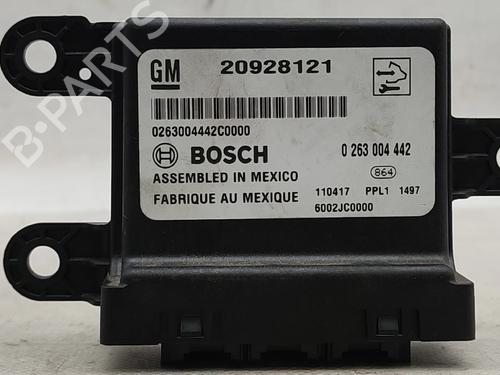 GM 20928121
0263004442C0000
BOSCH 0 263 004 442
ASSEMBLED IN MEXICO 864
FABRIQUE AU MEXIQUE 110417 PPL1 1497
6002JC0000
B-PARTS